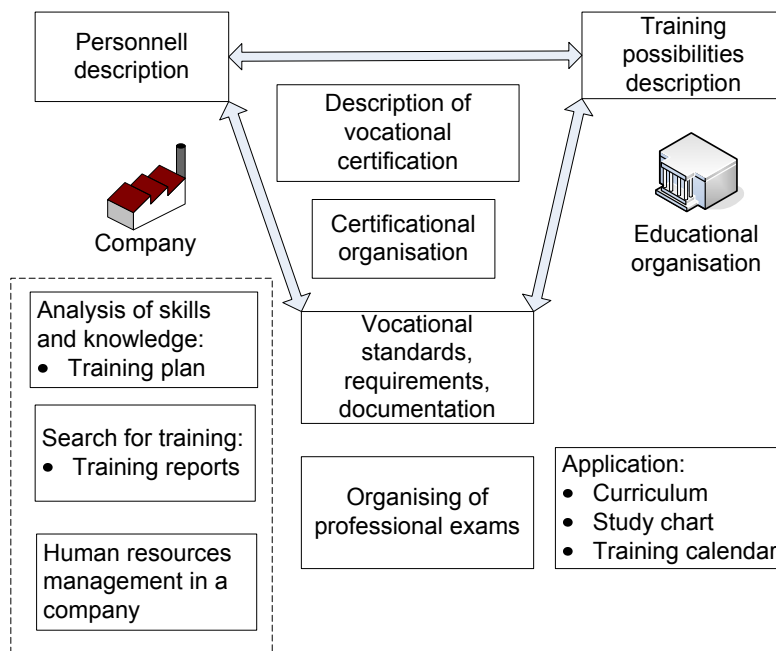 Personnell
description
Training
possibilities
description
Description of
vocational
certification
Company
Certificational
organisation
Educational
organisation
Analysis of skills
and knowledge:
• Training plan
Vocational
standards,
requirements,
documentation
Search for training:
• Training reports
Organising of
professional exams
Application:
• Curriculum
• Study chart
• Training calendar
Human resources
management in a
company